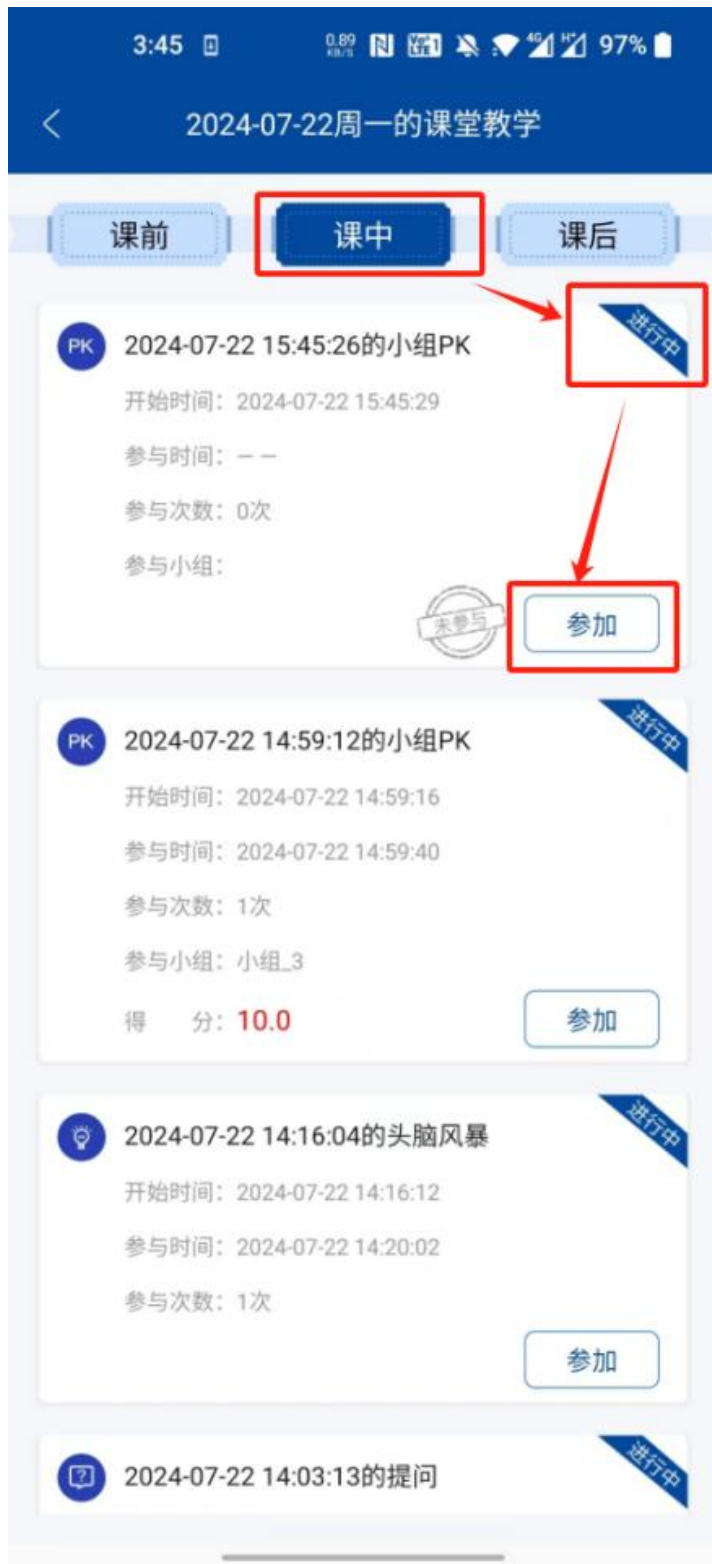 3:45 0.89 KB/S N VoLTE1 4G H+ 97%
2024-07-22周一的课堂教学
课前 课中 课后
进行中
PK 2024-07-22 15:45:26的小组PK
开始时间：2024-07-22 15:45:29
参与时间：– –
参与次数：0次
参与小组：
未参与 参加
进行中
PK 2024-07-22 14:59:12的小组PK
开始时间：2024-07-22 14:59:16
参与时间：2024-07-22 14:59:40
参与次数：1次
参与小组：小组_3
得 分：10.0 参加
进行中
2024-07-22 14:16:04的头脑风暴
开始时间：2024-07-22 14:16:12
参与时间：2024-07-22 14:20:02
参与次数：1次
参加
进行中
2024-07-22 14:03:13的提问